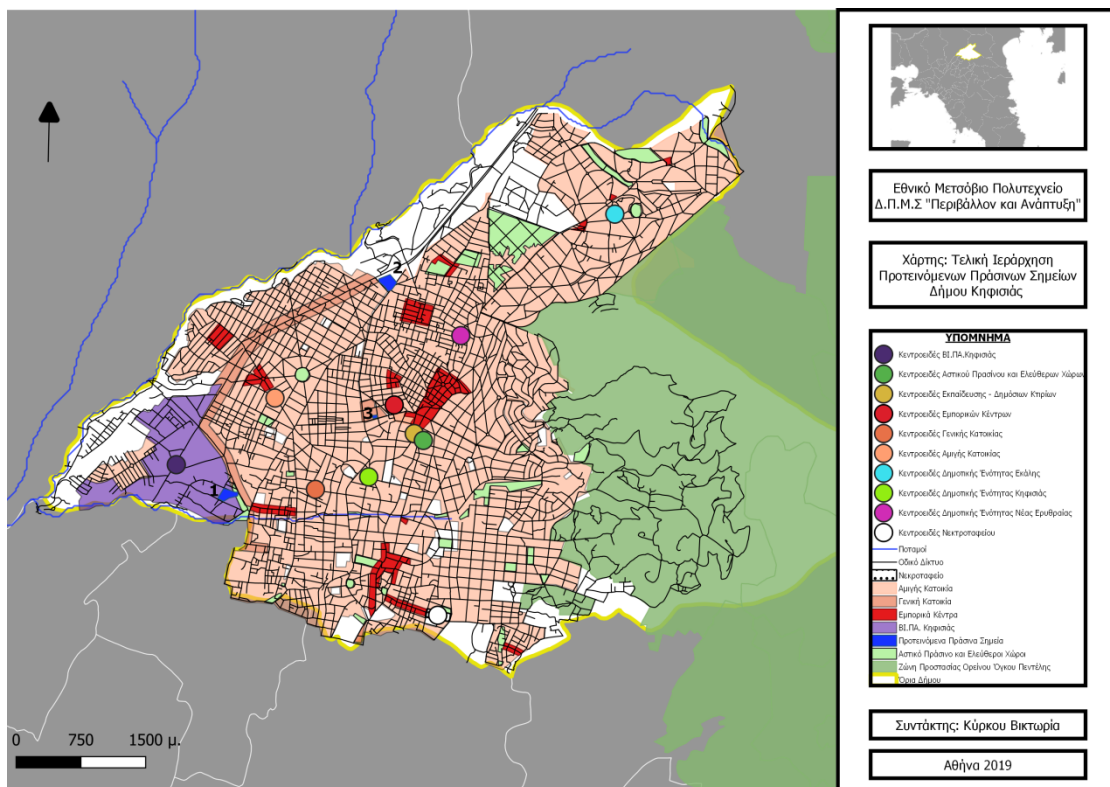 2
3
1
0 750 1500 μ.
Εθνικό Μετσόβιο Πολυτεχνείο
Δ.Π.Μ.Σ "Περιβάλλον και Ανάπτυξη"
Χάρτης: Τελική Ιεράρχηση
Προτεινόμενων Πράσινων Σημείων
Δήμου Κηφισιάς
ΥΠΟΜΝΗΜΑ
Κεντροειδές ΒΙ.ΠΑ.Κηφισιάς
Κεντροειδές Αστικού Πρασίνου και Ελεύθερων Χώρων
Κεντροειδές Εκπαίδευσης - Δημόσιων Κτιρίων
Κεντροειδές Εμπορικών Κέντρων
Κεντροειδές Γενικής Κατοικίας
Κεντροειδές Αμιγής Κατοικίας
Κεντροειδές Δημοτικής Ένότητας Εκάλης
Κεντροειδές Δημοτικής Ένότητας Κηφισιάς
Κεντροειδές Δημοτικής Ένότητας Νέας Ερυθραίας
Κεντροειδές Νεκτροταφείου
Ποταμοί
Οδικό Δίκτυο
Νεκροταφείο
Αμιγής Κατοικία
Γενική Κατοικία
Εμπορικά Κέντρα
ΒΙ.ΠΑ. Κηφισιάς
Προτεινόμενα Πράσινα Σημεία
Αστικό Πράσινο και Ελεύθεροι Χώροι
Ζώνη Προστασίας Ορεινού Όγκου Πεντέλης
Όρια Δήμου
Συντάκτης: Κύρκου Βικτωρία
Αθήνα 2019